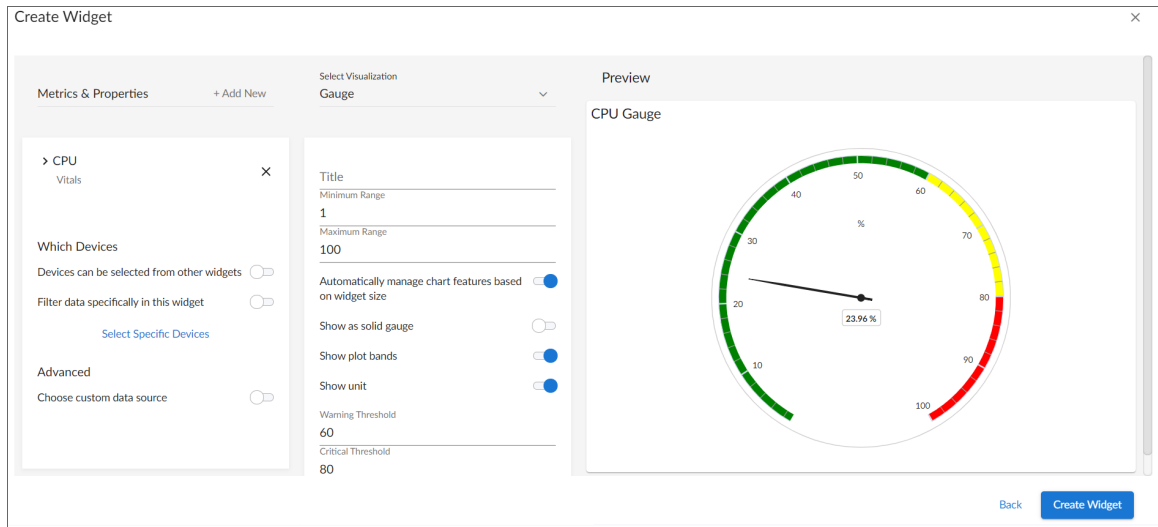 Create Widget
×
Metrics & Properties
+ Add New
CPU
Vitals
Which Devices
Devices can be selected from other widgets
Filter data specifically in this widget
Select Specific Devices
Advanced
Choose custom data source
Select Visualization
Gauge
Title
Minimum Range
1
Maximum Range
100
Automatically manage chart features based
on widget size
Show as solid gauge
Show plot bands
Show unit
Warning Threshold
60
Critical Threshold
80
Preview
CPU Gauge
10
20
30
40
50
60
70
80
90
100
%
23.96 %
Back
Create Widget